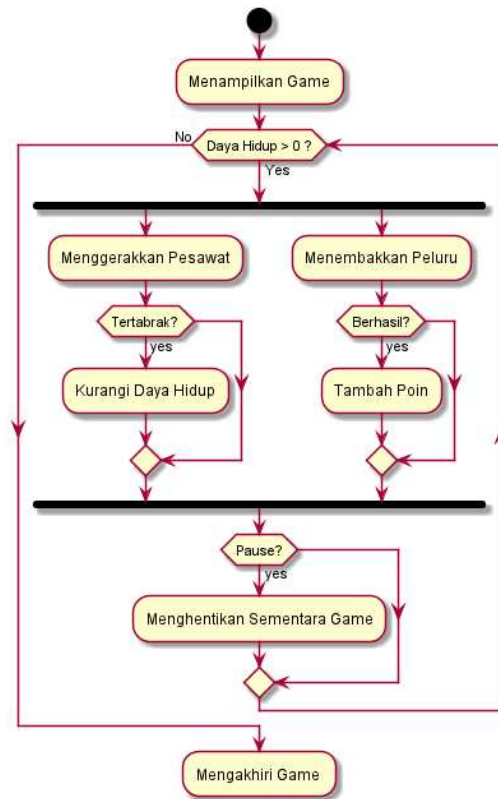 Menampilkan Game
No
Daya Hidup > 0 ?
Yes
Menggerakkan Pesawat
Menembakkan Peluru
Tertabrak?
Berhasil?
yes
yes
Kurangi Daya Hidup
Tambah Poin
Pause?
yes
Menghentikan Sementara Game
Mengakhiri Game